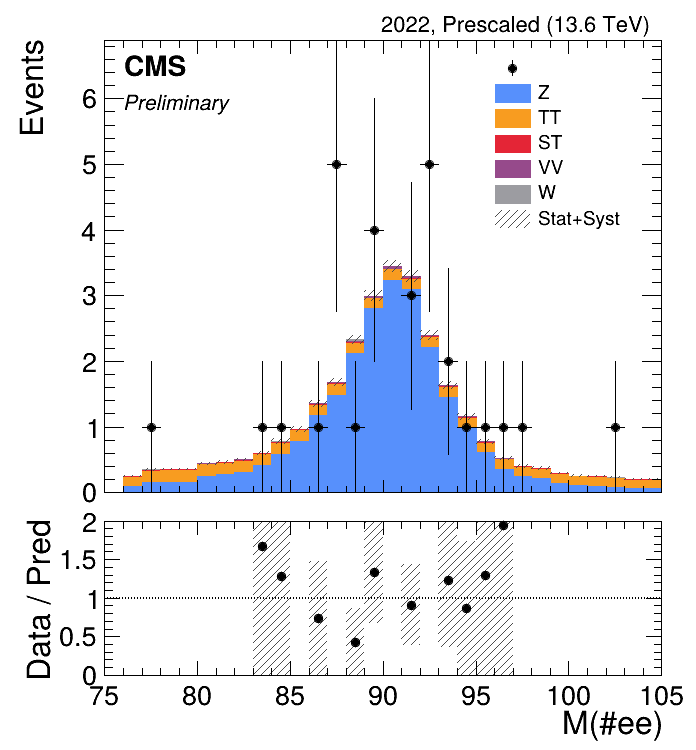 2022, Prescaled (13.6 TeV)
CMS
Preliminary
Events
Z
TT
ST
VV
W
Stat+Syst
6
5
4
3
2
1
0
Data / Pred
2
1.5
1
0.5
0
75 80 85 90 95 100 105
M(#ee)